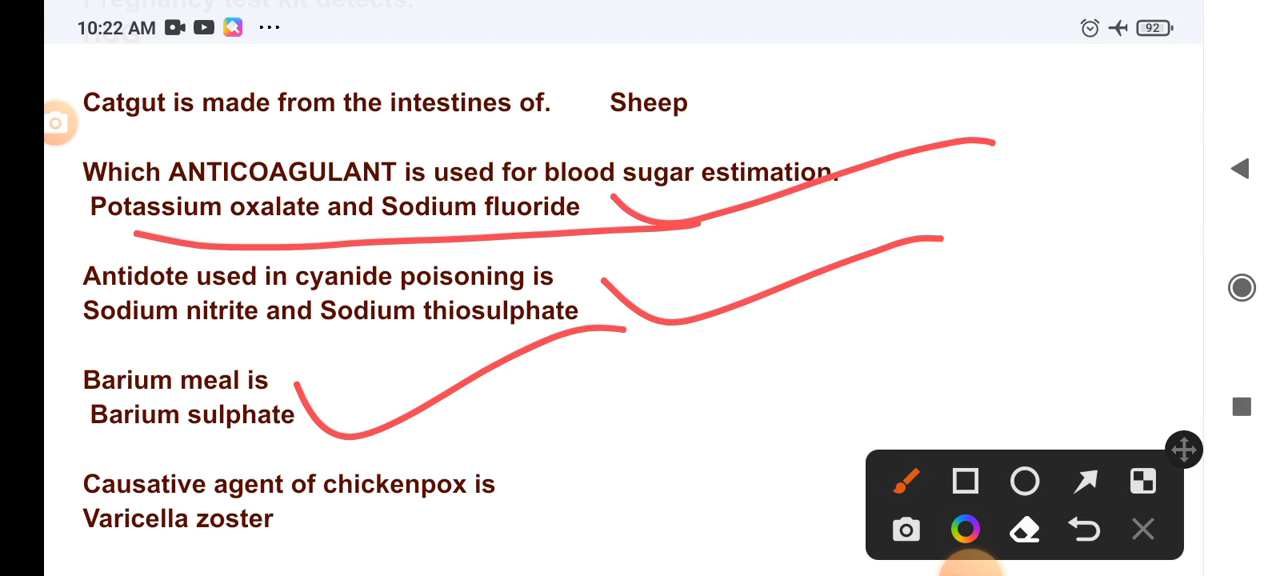 10:22 AM ... 92
Catgut is made from the intestines of. Sheep
Which ANTICOAGULANT is used for blood sugar estimation.
Potassium oxalate and Sodium fluoride
Antidote used in cyanide poisoning is
Sodium nitrite and Sodium thiosulphate
Barium meal is
Barium sulphate
Causative agent of chickenpox is
Varicella zoster